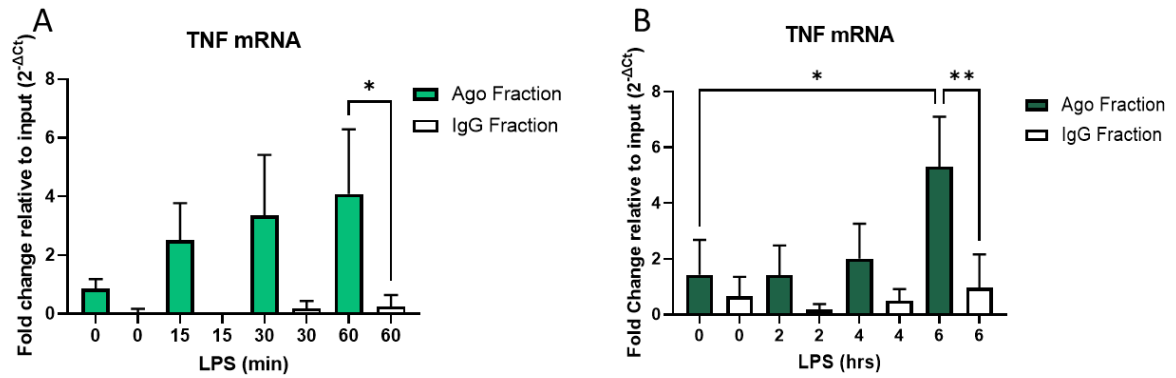 A
TNF mRNA
Fold change relative to input (2^-ΔCt)
8
6
4
2
0
*
Ago Fraction
IgG Fraction
0 0 15 15 30 30 60 60
LPS (min)
B
TNF mRNA
Fold Change relative to input (2^-ΔCt)
8
6
4
2
0
* **
Ago Fraction
IgG Fraction
0 0 2 2 4 4 6 6
LPS (hrs)